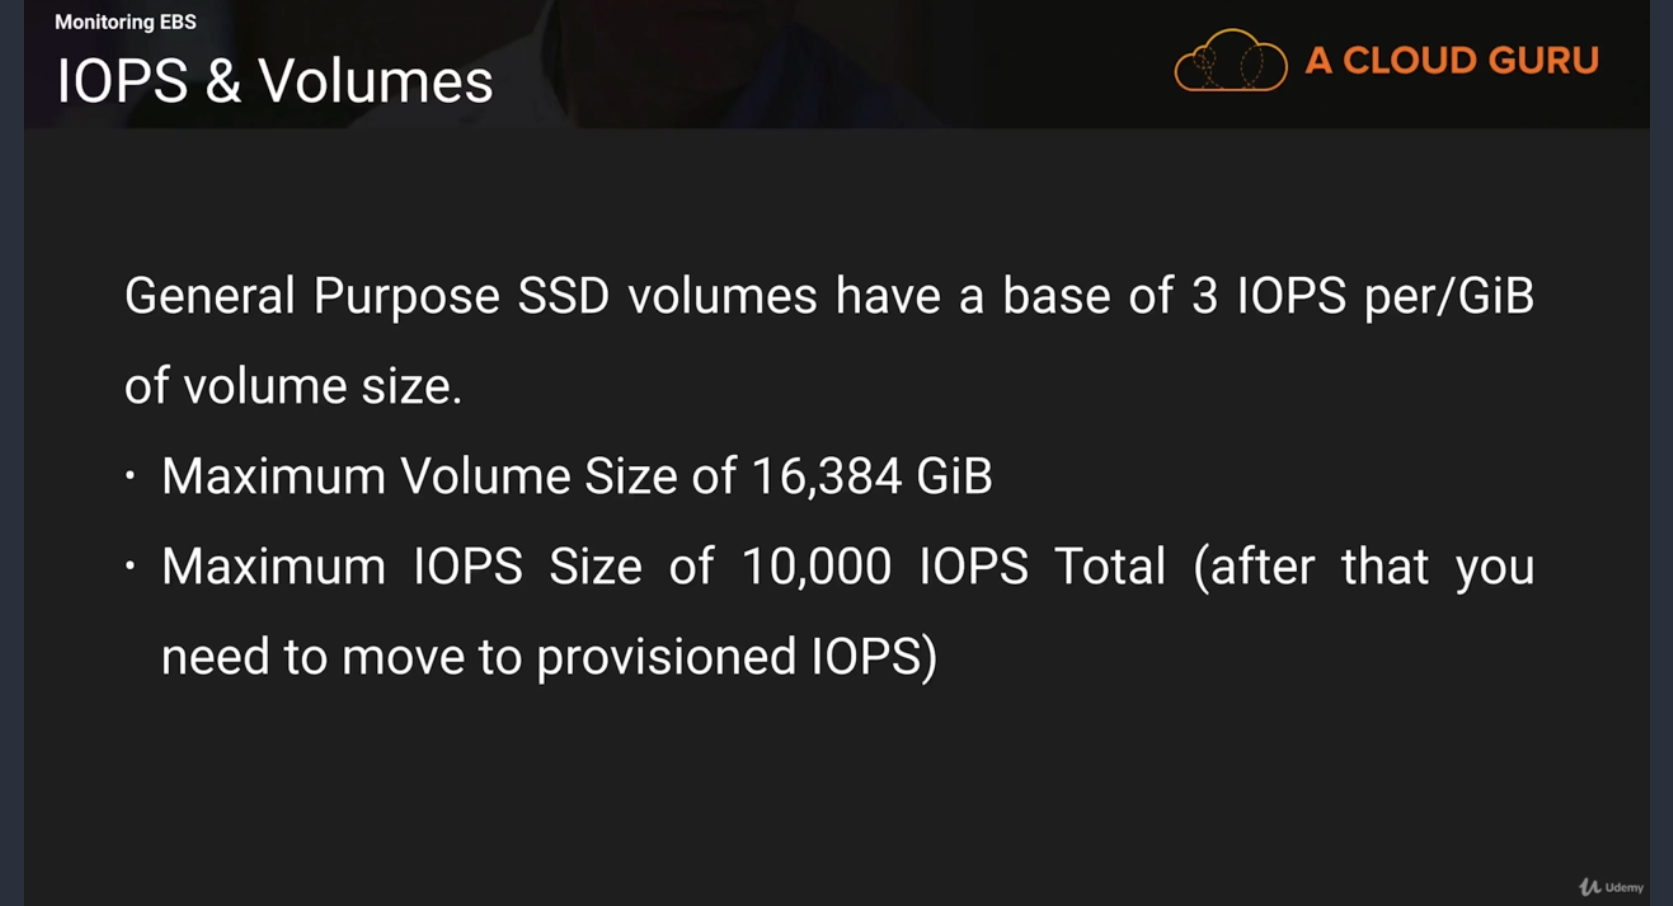 Monitoring EBS
IOPS & Volumes
A CLOUD GURU
General Purpose SSD volumes have a base of 3 IOPS per/GiB
of volume size.
· Maximum Volume Size of 16,384 GiB
· Maximum IOPS Size of 10,000 IOPS Total (after that you
need to move to provisioned IOPS)
Udemy